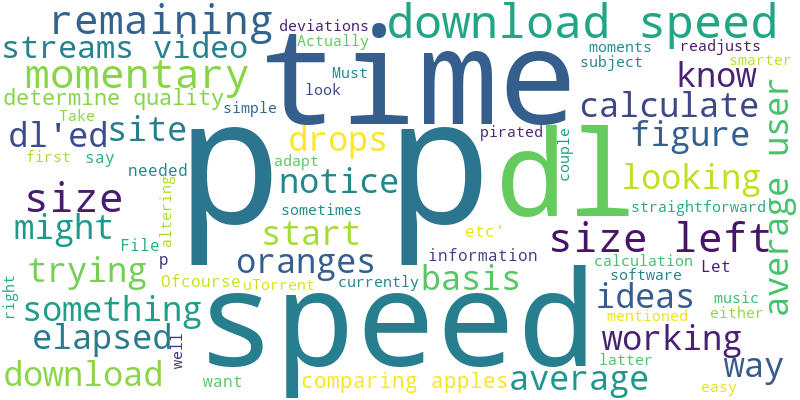 remaining
deviations
Actually
download speed
streams video
time
moments
readjusts
subject
smarter
momentary
Must
look
know
determine quality
simple
calculate
Take
dl'ed
site
p
p
dl
drops
pirated
couple
figure
average user
first
say
needed
adapt
notice
looking
size
altering
sometimes
straightforward
might
start
etc'
size left
File
p
oranges
information
calculation
Let
trying
Ofcourse
uTorrent
currently
basis
software
right
something
speed
ideas
music
mentioned
either
elapsed
well
working
latter
way
download
want
comparing apples
average
easy